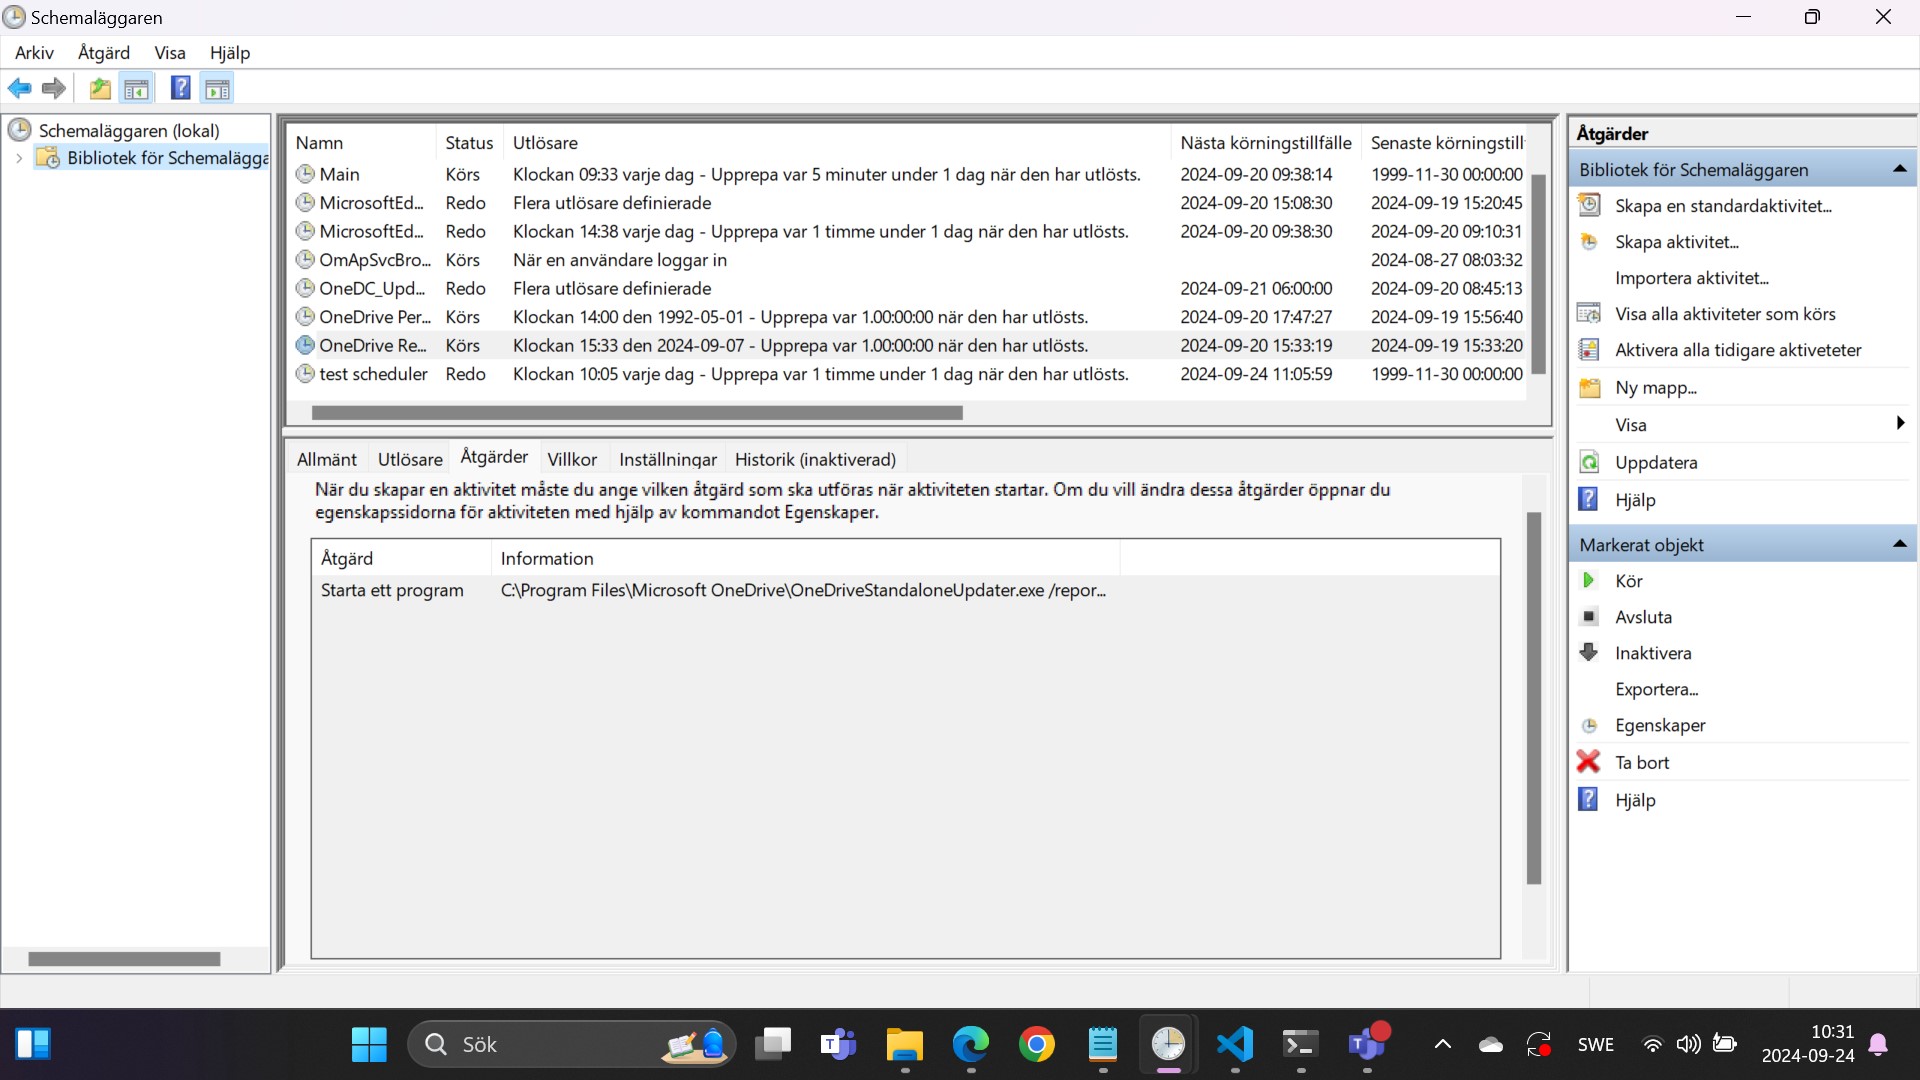 Schemaläggaren
Arkiv Åtgärd Visa Hjälp
Schemaläggaren (lokal)
Bibliotek för Schemalägga
Namn Status Utlösare Nästa körningstillfälle Senaste körningstill
Main Körs Klockan 09:33 varje dag - Upprepa var 5 minuter under 1 dag när den har utlösts. 2024-09-20 09:38:14 1999-11-30 00:00:00
MicrosoftEd... Redo Flera utlösare definierade 2024-09-20 15:08:30 2024-09-19 15:20:45
MicrosoftEd... Redo Klockan 14:38 varje dag - Upprepa var 1 timme under 1 dag när den har utlösts. 2024-09-20 09:38:30 2024-09-20 09:10:31
OmApSvcBro... Körs När en användare loggar in 2024-08-27 08:03:32
OneDC_Upd... Redo Flera utlösare definierade 2024-09-21 06:00:00 2024-09-20 08:45:13
OneDrive Per... Körs Klockan 14:00 den 1992-05-01 - Upprepa var 1.00:00:00 när den har utlösts. 2024-09-20 17:47:27 2024-09-19 15:56:40
OneDrive Re... Körs Klockan 15:33 den 2024-09-07 - Upprepa var 1.00:00:00 när den har utlösts. 2024-09-20 15:33:19 2024-09-19 15:33:20
test scheduler Redo Klockan 10:05 varje dag - Upprepa var 1 timme under 1 dag när den har utlösts. 2024-09-24 11:05:59 1999-11-30 00:00:00
Allmänt Utlösare Åtgärder Villkor Inställningar Historik (inaktiverad)
När du skapar en aktivitet måste du ange vilken åtgärd som ska utföras när aktiviteten startar. Om du vill ändra dessa åtgärder öppnar du
egenskapssidorna för aktiviteten med hjälp av kommandot Egenskaper.
Åtgärd Information
Starta ett program C:\Program Files\Microsoft OneDrive\OneDriveStandaloneUpdater.exe /repor...
Åtgärder
Bibliotek för Schemaläggaren
Skapa en standardaktivitet...
Skapa aktivitet...
Importera aktivitet...
Visa alla aktiviteter som körs
Aktivera alla tidigare aktiveteter
Ny mapp...
Visa
Uppdatera
Hjälp
Markerat objekt
Kör
Avsluta
Inaktivera
Exportera...
Egenskaper
Ta bort
Hjälp
Sök
SWE
10:31
2024-09-24